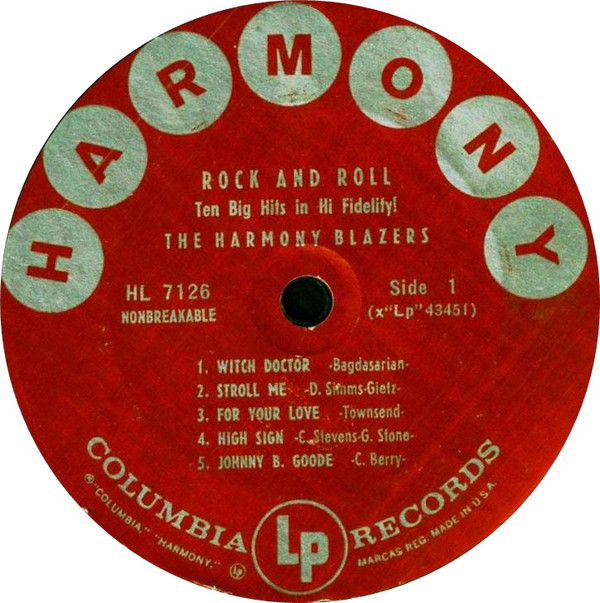 HARMONY
ROCK AND ROLL
Ten Big Hits in Hi Fidelity!
THE HARMONY BLAZERS
HL 7126
NONBREAKABLE
Side 1
(x"Lp"43451)
1. WITCH DOCTOR -Bagdasarian-
2. STROLL ME -D. Simms-Gietz-
3. FOR YOUR LOVE -Townsend-
4. HIGH SIGN -C. Stevens-G. Stone-
5. JOHNNY B. GOODE -C. Berry-
COLUMBIA Lp RECORDS
®"COLUMBIA," "HARMONY," Lp
MARCAS REG. MADE IN U.S.A.